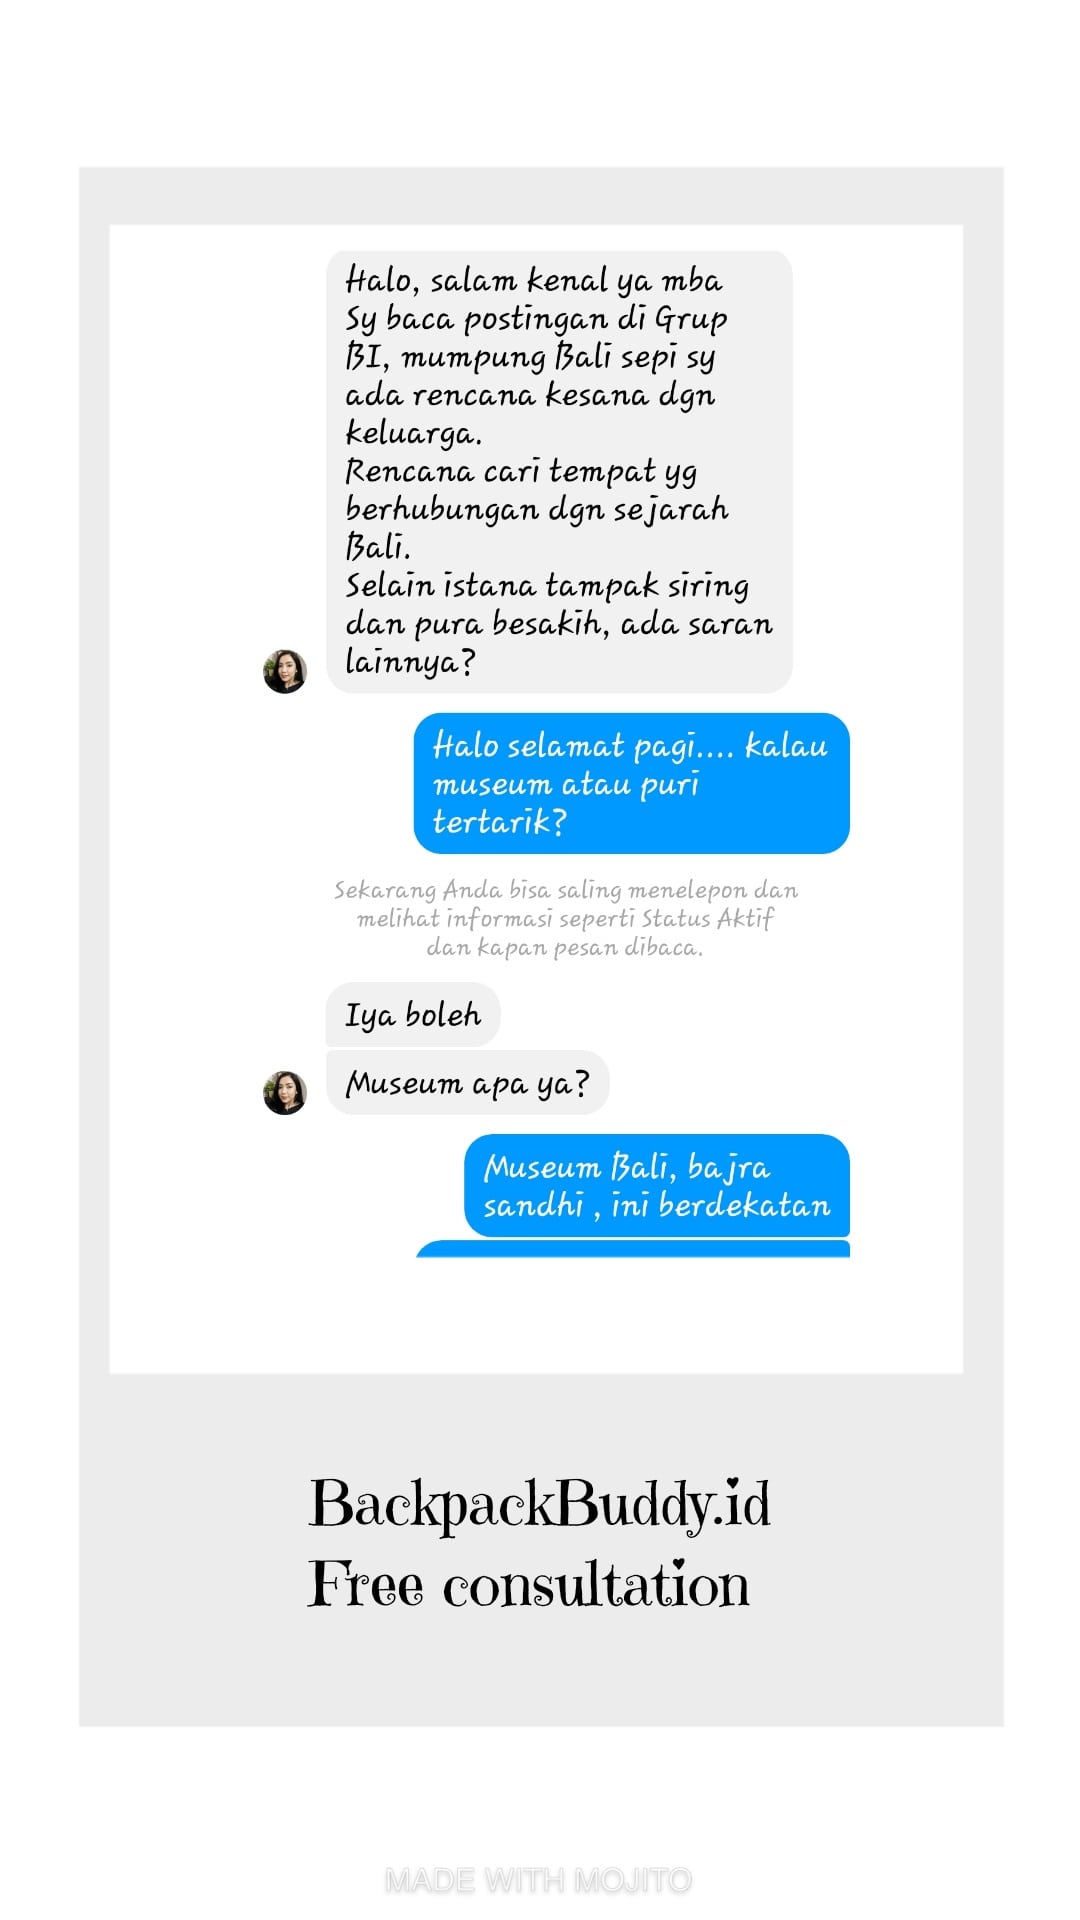 Halo, salam kenal ya mba
Sy baca postingan di Grup
BI, mumpung Bali sepi sy
ada rencana kesana dgn
keluarga.
Rencana cari tempat yg
berhubungan dgn sejarah
Bali.
Selain istana tampak siring
dan pura besakih, ada saran
lainnya?
Halo selamat pagi.... kalau
museum atau puri
tertarik?
Sekarang Anda bisa saling menelepon dan
melihat informasi seperti Status Aktif
dan kapan pesan dibaca.
Iya boleh
Museum apa ya?
Museum Bali, bajra
sandhi , ini berdekatan
BackpackBuddy.id
Free consultation
MADE WITH MOJITO